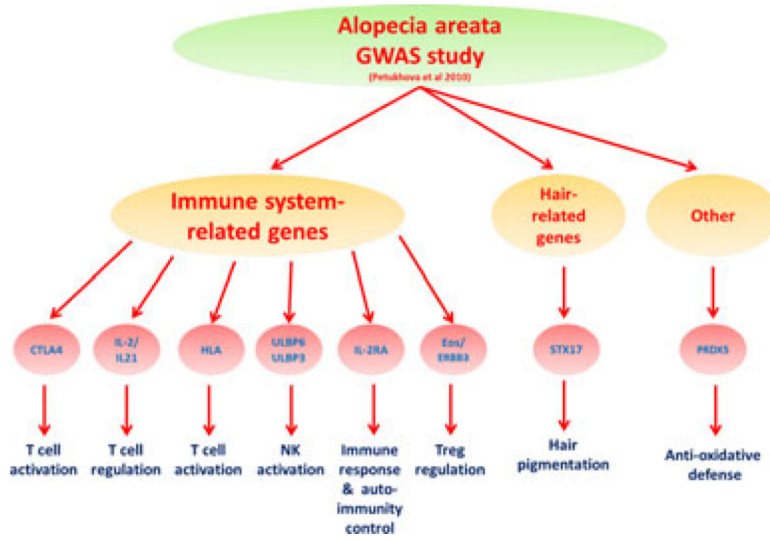 Alopecia areata
GWAS study
(Petukhova et al 2010)
Immune system-
related genes
Hair-
related
genes
Other
CTLA4
IL-2/
IL21
HLA
ULBP6
ULBP3
IL-2RA
Eos/
ERBB3
STX17
PRDX5
T cell
activation
T cell
regulation
T cell
activation
NK
activation
Immune
response
& auto-
immunity
control
Treg
regulation
Hair
pigmentation
Anti-oxidative
defense